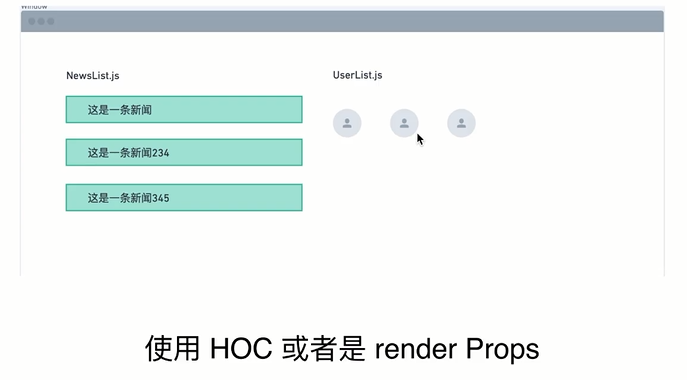 Window
NewsList.js
UserList.js
这是一条新闻
这是一条新闻234
这是一条新闻345
使用 HOC 或者是 render Props